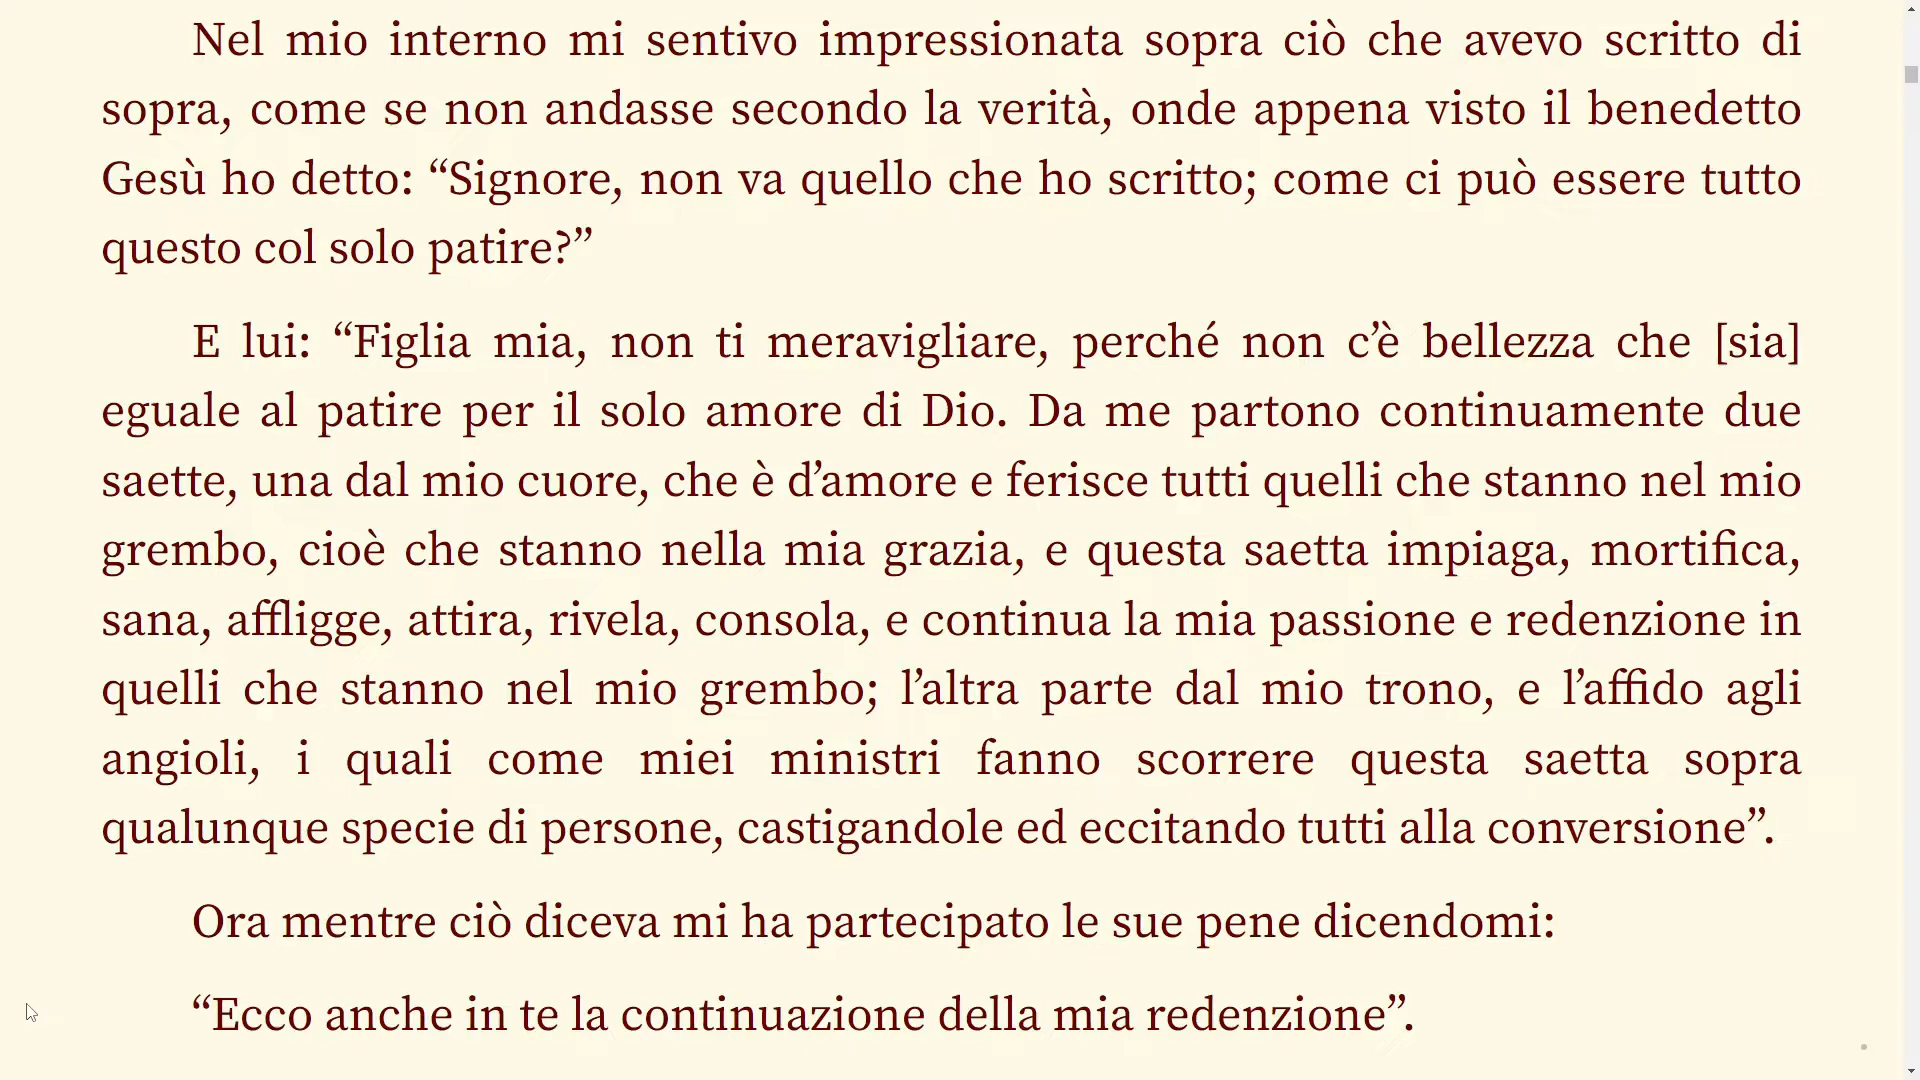 Nel mio interno mi sentivo impressionata sopra ciò che avevo scritto di
sopra, come se non andasse secondo la verità, onde appena visto il benedetto
Gesù ho detto: “Signore, non va quello che ho scritto; come ci può essere tutto
questo col solo patire?”
E lui: “Figlia mia, non ti meravigliare, perché non c’è bellezza che [sia]
eguale al patire per il solo amore di Dio. Da me partono continuamente due
saette, una dal mio cuore, che è d’amore e ferisce tutti quelli che stanno nel mio
grembo, cioè che stanno nella mia grazia, e questa saetta impiaga, mortifica,
sana, affligge, attira, rivela, consola, e continua la mia passione e redenzione in
quelli che stanno nel mio grembo; l’altra parte dal mio trono, e l’affido agli
angioli, i quali come miei ministri fanno scorrere questa saetta sopra
qualunque specie di persone, castigandole ed eccitando tutti alla conversione”.
Ora mentre ciò diceva mi ha partecipato le sue pene dicendomi:
“Ecco anche in te la continuazione della mia redenzione”.